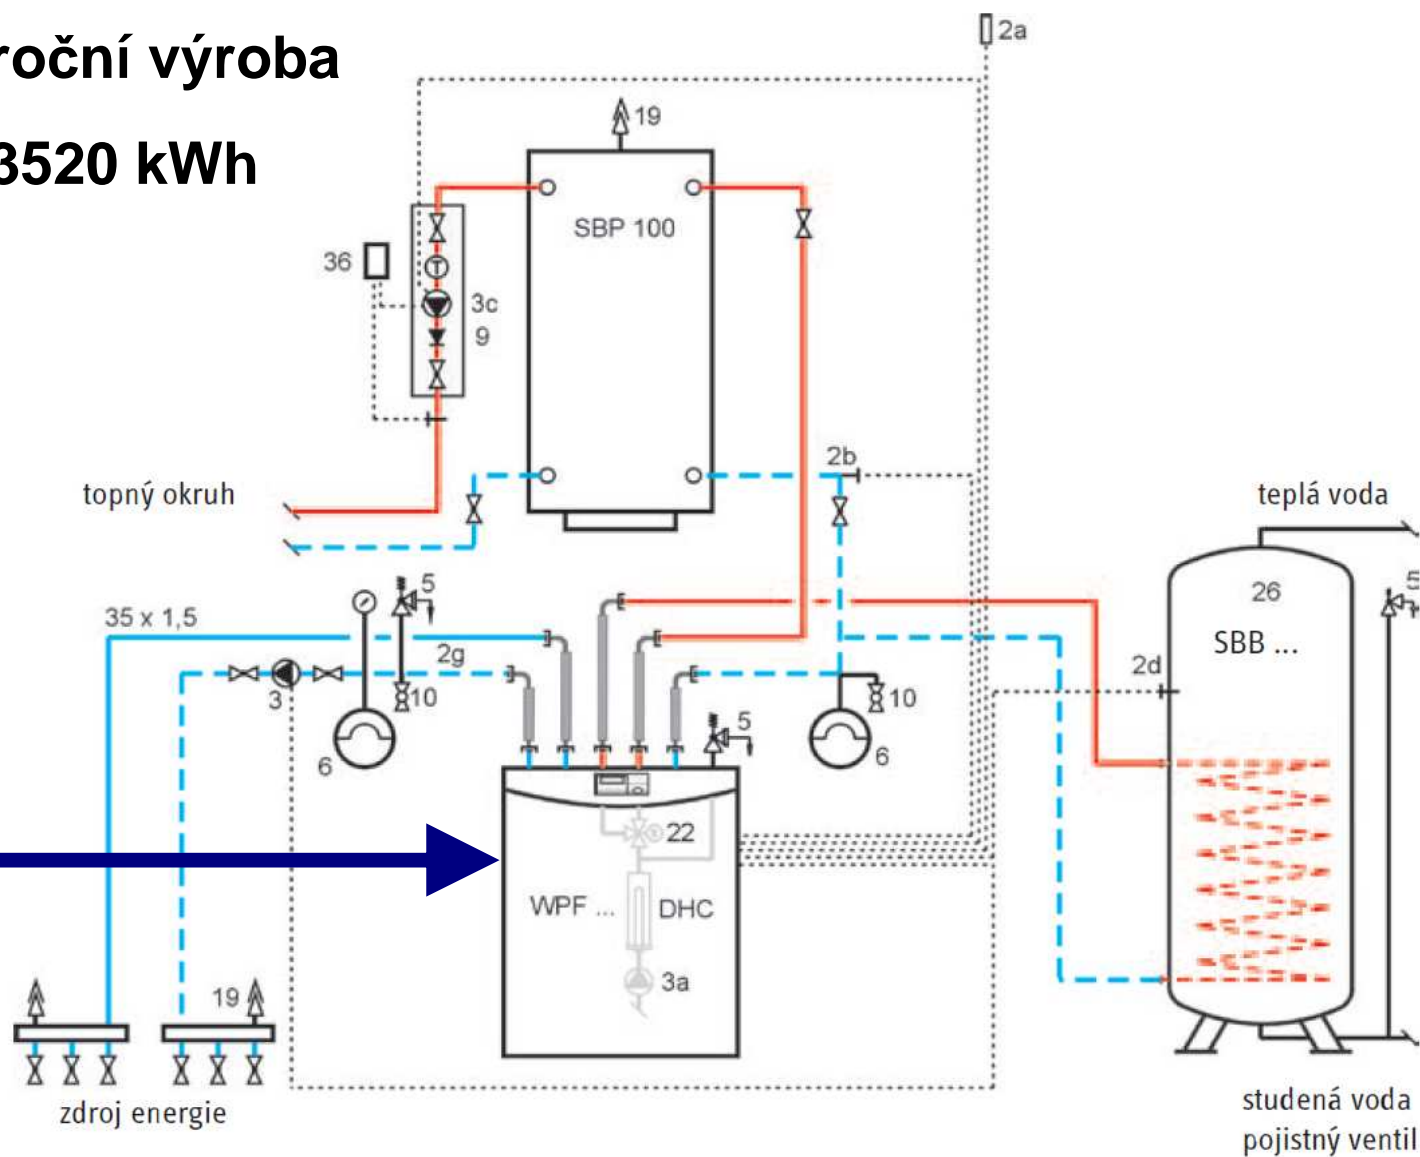 roční výroba
3520 kWh
2a
19
SBP 100
36
3c
9
2b
topný okruh
teplá voda
5
26
35 x 1,5
SBB ...
2g
2d
3
10
10
5
6
6
22
WPF ...
DHC
3a
19
zdroj energie
studená voda
pojistný ventil